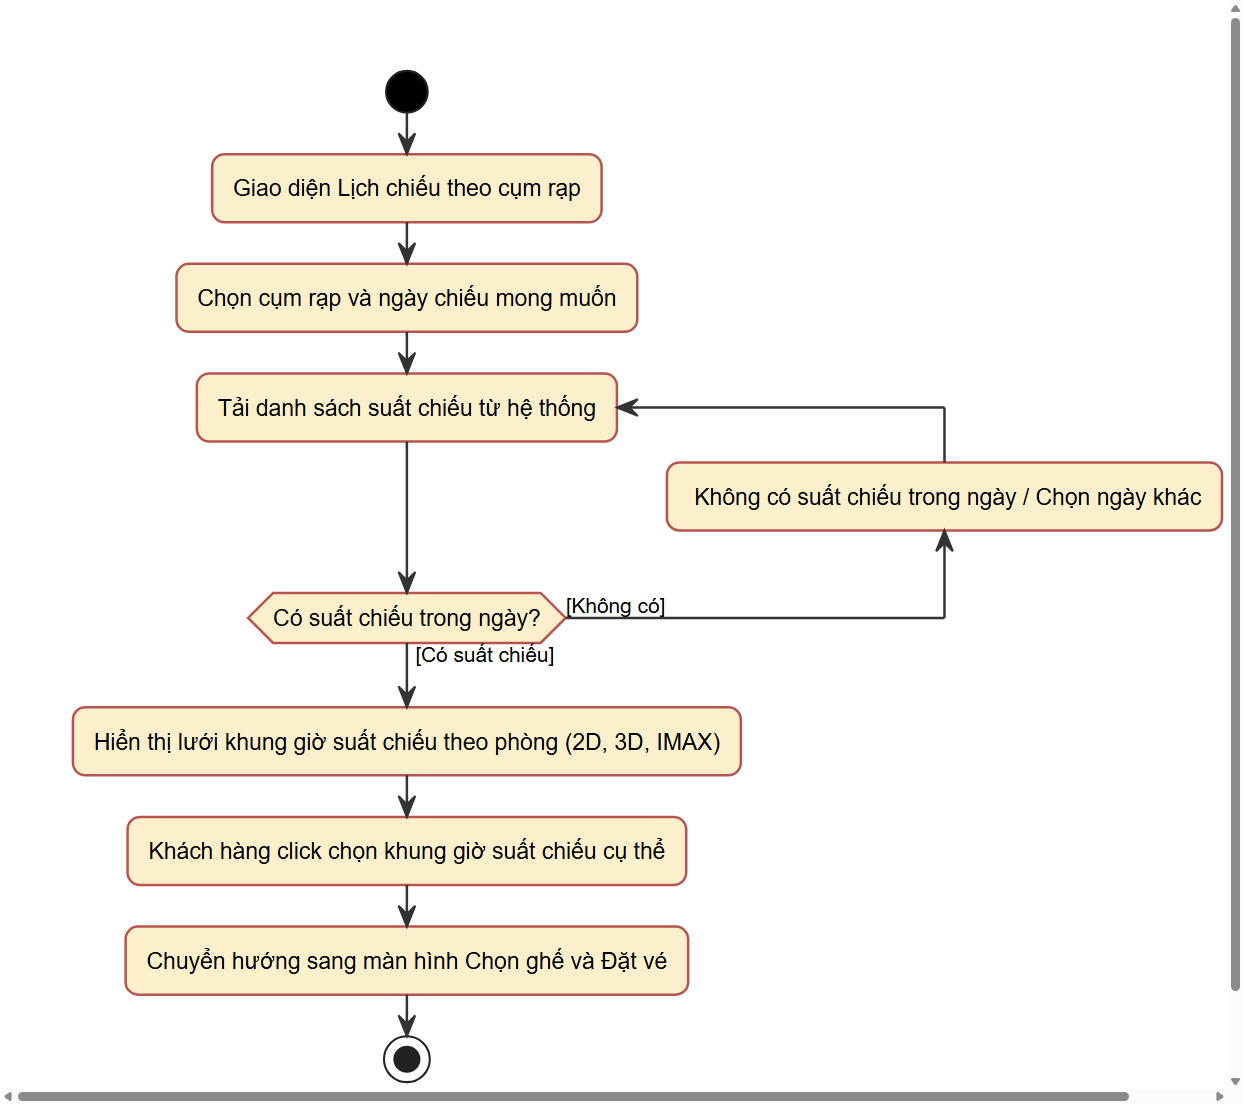 Giao diện Lịch chiếu theo cụm rạp
Chọn cụm rạp và ngày chiếu mong muốn
Tải danh sách suất chiếu từ hệ thống
Không có suất chiếu trong ngày / Chọn ngày khác
Có suất chiếu trong ngày?
[Không có]
[Có suất chiếu]
Hiển thị lưới khung giờ suất chiếu theo phòng (2D, 3D, IMAX)
Khách hàng click chọn khung giờ suất chiếu cụ thể
Chuyển hướng sang màn hình Chọn ghế và Đặt vé